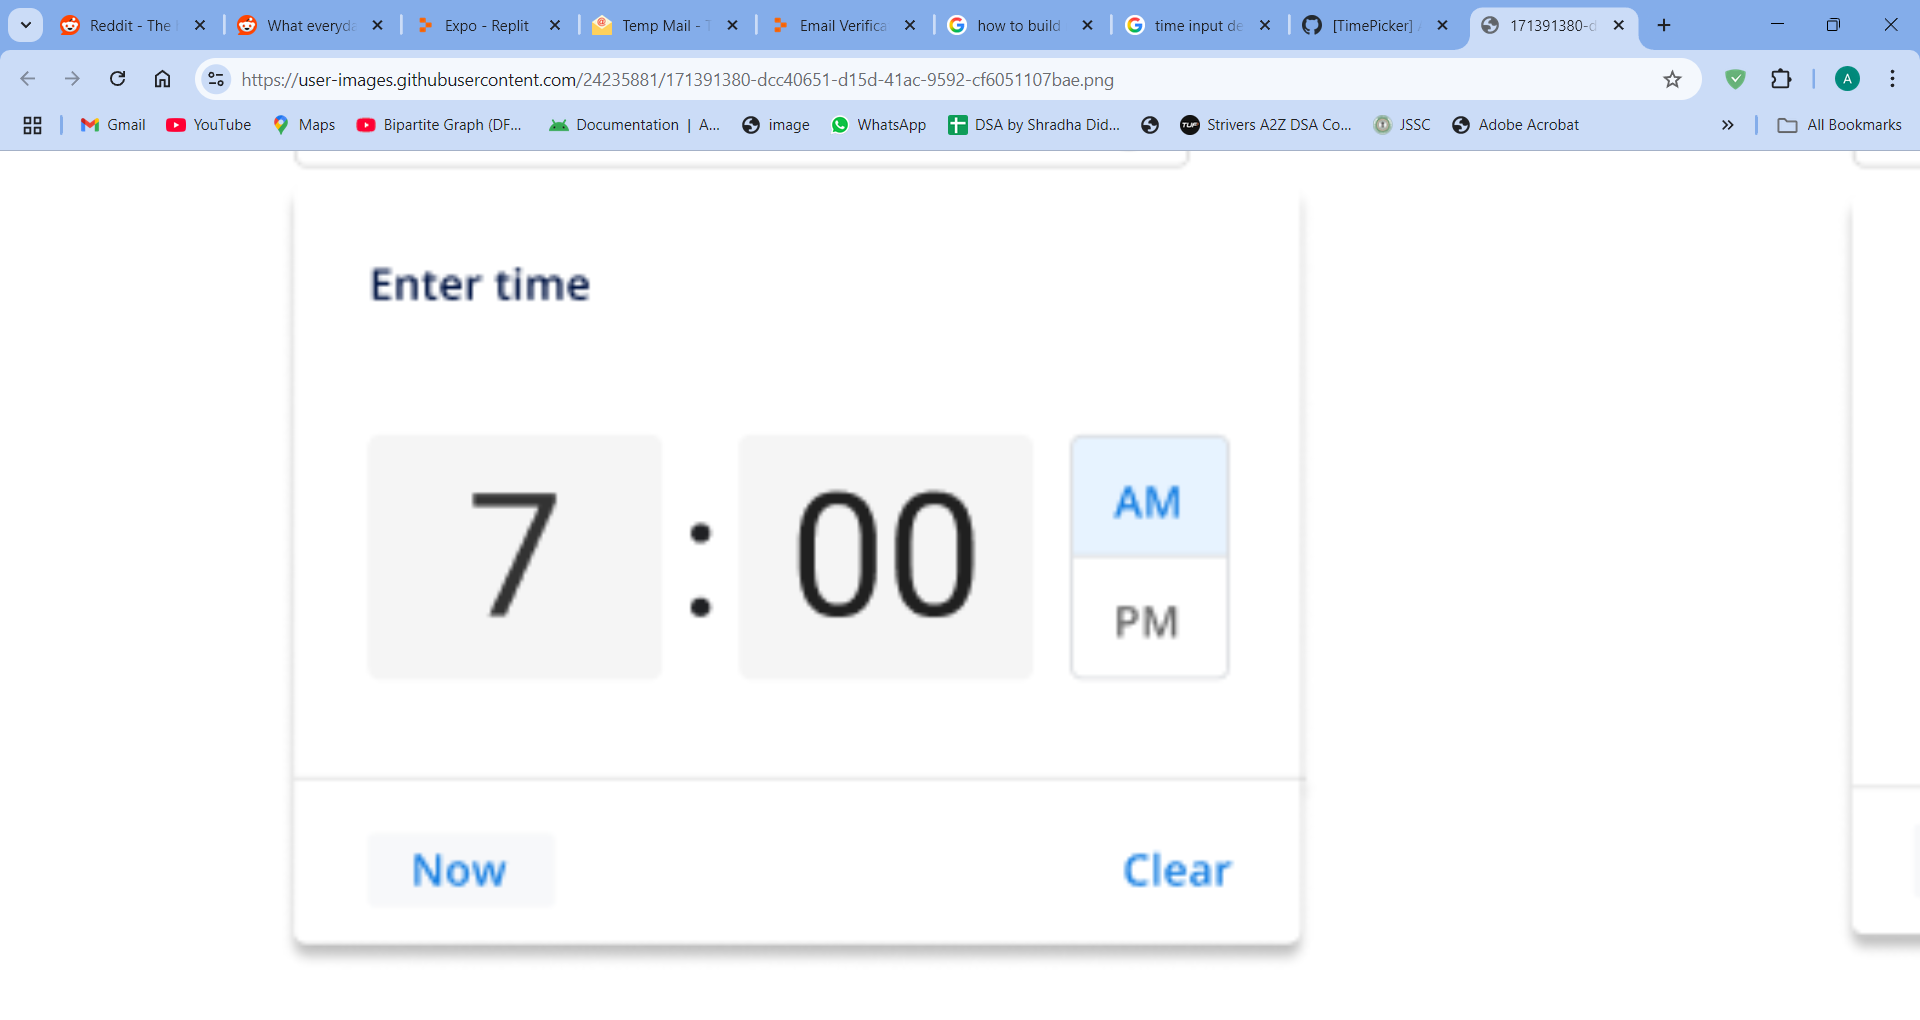 Reddit - The
What everyda
Expo - Replit
Temp Mail - T
Email Verifica
how to build
time input de
[TimePicker]
171391380-d
https://user-images.githubusercontent.com/24235881/171391380-dcc40651-d15d-41ac-9592-cf6051107bae.png
A
Gmail
YouTube
Maps
Bipartite Graph (DF...
Documentation | A...
image
WhatsApp
DSA by Shradha Did...
TUF
Strivers A2Z DSA Co...
JSSC
Adobe Acrobat
»
All Bookmarks
Enter time
7 : 00
AM
PM
Now
Clear